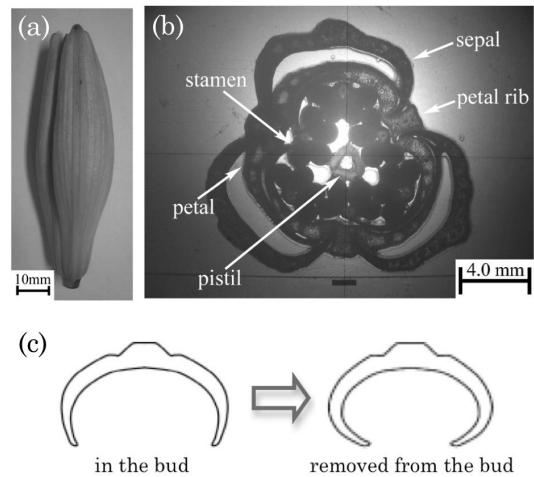 (a)
10mm
(b)
sepal
stamen
petal rib
petal
pistil
4.0 mm
(c)
in the bud
removed from the bud